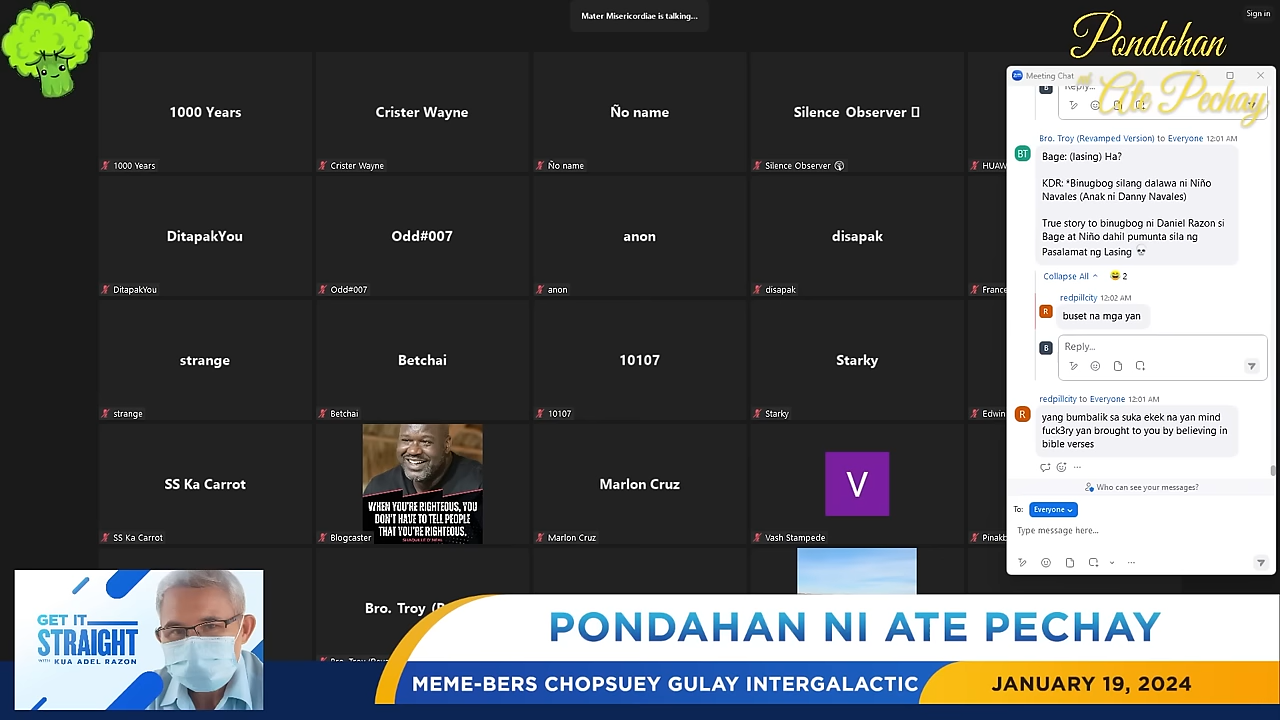 Mater Misericordiae is talking...
Sign in
Pondahan
ni Ate Pechay
1000 Years
Crister Wayne
Ño name
Silence Observer
1000 Years
Crister Wayne
Ño name
Silence Observer
HUAW
DitapakYou
Odd#007
anon
disapak
DitapakYou
Odd#007
anon
disapak
France
strange
Betchai
10107
Starky
strange
Betchai
10107
Starky
Edwin
SS Ka Carrot
WHEN YOU'RE RIGHTEOUS, YOU
DON'T HAVE TO TELL PEOPLE
THAT YOU'RE RIGHTEOUS.
SHAQUILLE O'NEAL
Marlon Cruz
V
SS Ka Carrot
Blogcaster
Marlon Cruz
Vash Stampede
Pinakb
Bro. Troy (R
Meeting Chat
B
Reply...
Bro. Troy (Revamped Version) to Everyone 12:01 AM
BT
Bage: (lasing) Ha?
KDR: *Binugbog silang dalawa ni Niño
Navales (Anak ni Danny Navales)
True story to binugbog ni Daniel Razon si
Bage at Niño dahil pumunta sila ng
Pasalamat ng Lasing ☠
Collapse All 😄 2
redpillcity 12:02 AM
R
buset na mga yan
B
Reply...
redpillcity to Everyone 12:01 AM
R
yang bumbalik sa suka ekek na yan mind
fuck3ry yan brought to you by believing in
bible verses
Who can see your messages?
To: Everyone
Type message here...
GET IT
STRAIGHT
WITH KUA ADEL RAZON
PONDAHAN NI ATE PECHAY
MEME-BERS CHOPSUEY GULAY INTERGALACTIC
JANUARY 19, 2024